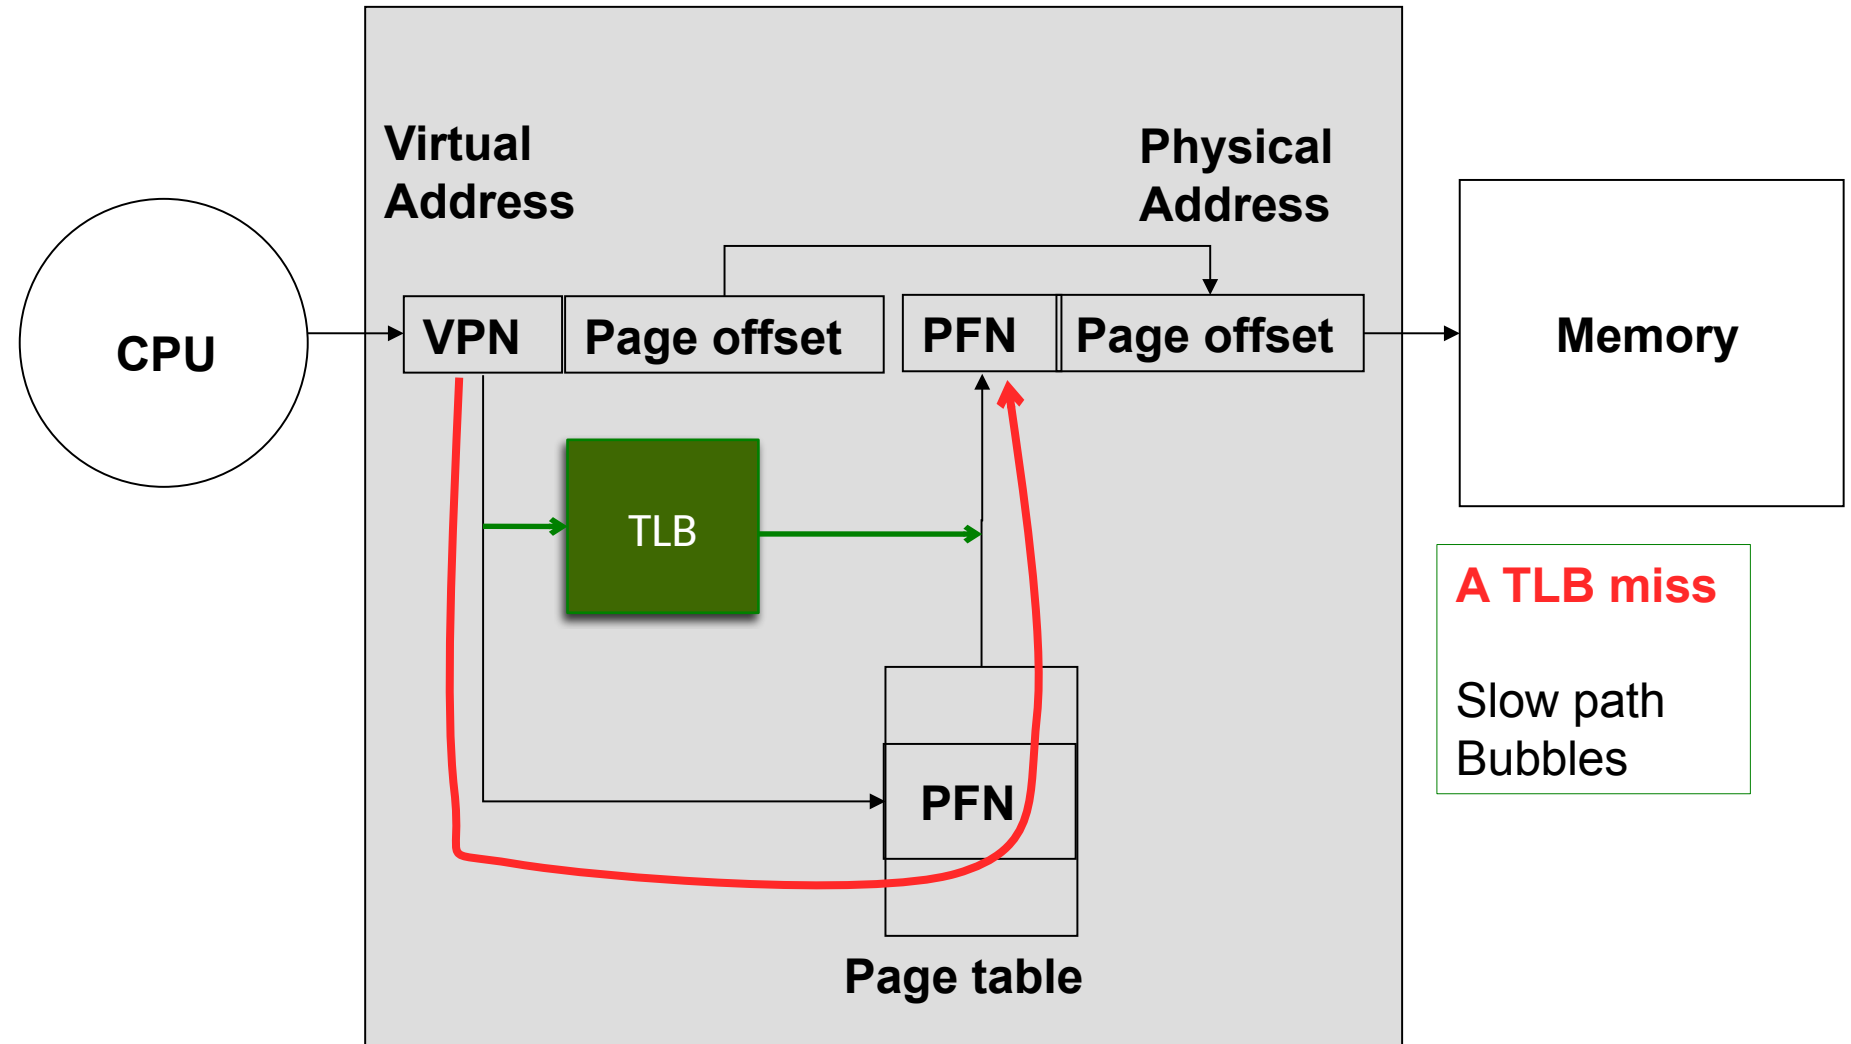 Virtual
Address
Physical
Address
CPU
VPN
Page offset
PFN
Page offset
Memory
TLB
A TLB miss
Slow path
Bubbles
PFN
Page table